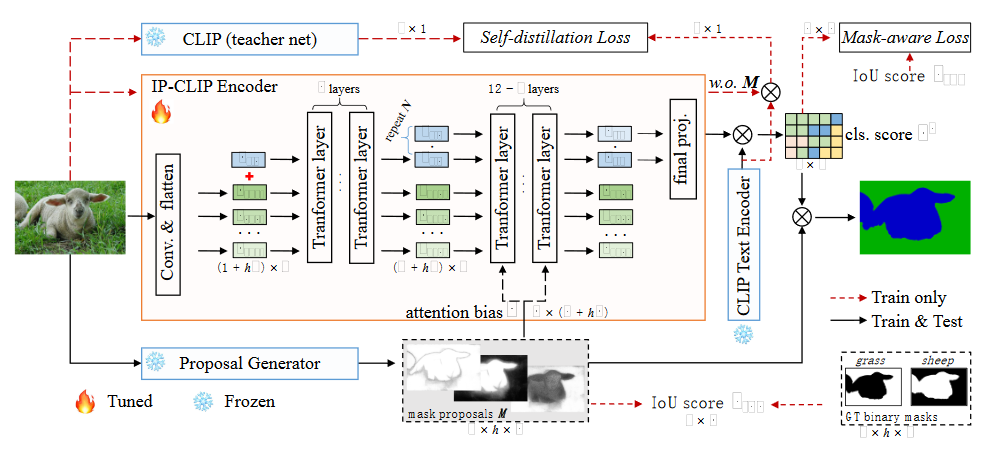 CLIP (teacher net)
× 1
Self-distillation Loss
× 1
×
Mask-aware Loss
IoU score
IP-CLIP Encoder
layers
12 − layers
w.o. M
repeat N
Conv. & flatten
Tranformer layer
Tranformer layer
Tranformer layer
Tranformer layer
final proj.
cls. score
×
(1 + h ) ×
( + h ) ×
CLIP Text Encoder
attention bias
× ( + h )
Train only
Train & Test
Proposal Generator
Tuned
Frozen
mask proposals M
× h ×
IoU score
×
grass
sheep
GT binary masks
× h ×